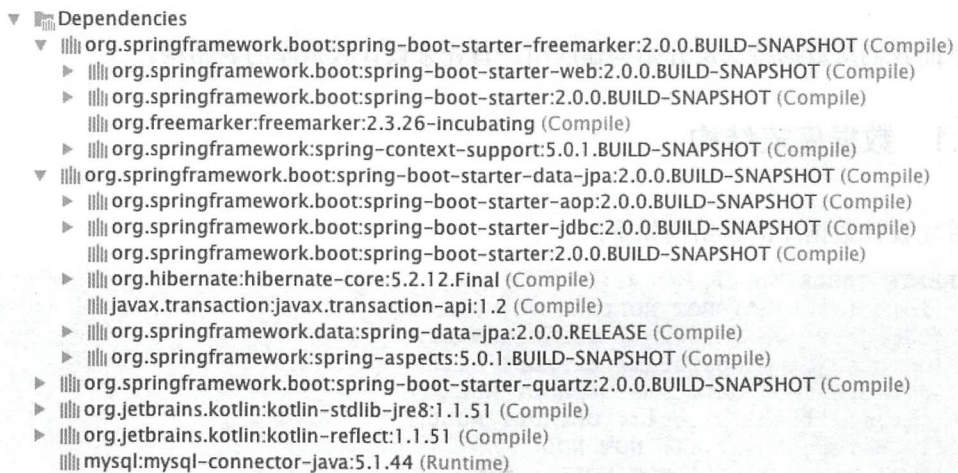 Dependencies
org.springframework.boot:spring-boot-starter-freemarker:2.0.0.BUILD-SNAPSHOT (Compile)
org.springframework.boot:spring-boot-starter-web:2.0.0.BUILD-SNAPSHOT (Compile)
org.springframework.boot:spring-boot-starter:2.0.0.BUILD-SNAPSHOT (Compile)
org.freemarker:freemarker:2.3.26-incubating (Compile)
org.springframework:spring-context-support:5.0.1.BUILD-SNAPSHOT (Compile)
org.springframework.boot:spring-boot-starter-data-jpa:2.0.0.BUILD-SNAPSHOT (Compile)
org.springframework.boot:spring-boot-starter-aop:2.0.0.BUILD-SNAPSHOT (Compile)
org.springframework.boot:spring-boot-starter-jdbc:2.0.0.BUILD-SNAPSHOT (Compile)
org.springframework.boot:spring-boot-starter:2.0.0.BUILD-SNAPSHOT (Compile)
org.hibernate:hibernate-core:5.2.12.Final (Compile)
javax.transaction:javax.transaction-api:1.2 (Compile)
org.springframework.data:spring-data-jpa:2.0.0.RELEASE (Compile)
org.springframework:spring-aspects:5.0.1.BUILD-SNAPSHOT (Compile)
org.springframework.boot:spring-boot-starter-quartz:2.0.0.BUILD-SNAPSHOT (Compile)
org.jetbrains.kotlin:kotlin-stdlib-jre8:1.1.51 (Compile)
org.jetbrains.kotlin:kotlin-reflect:1.1.51 (Compile)
mysql:mysql-connector-java:5.1.44 (Runtime)